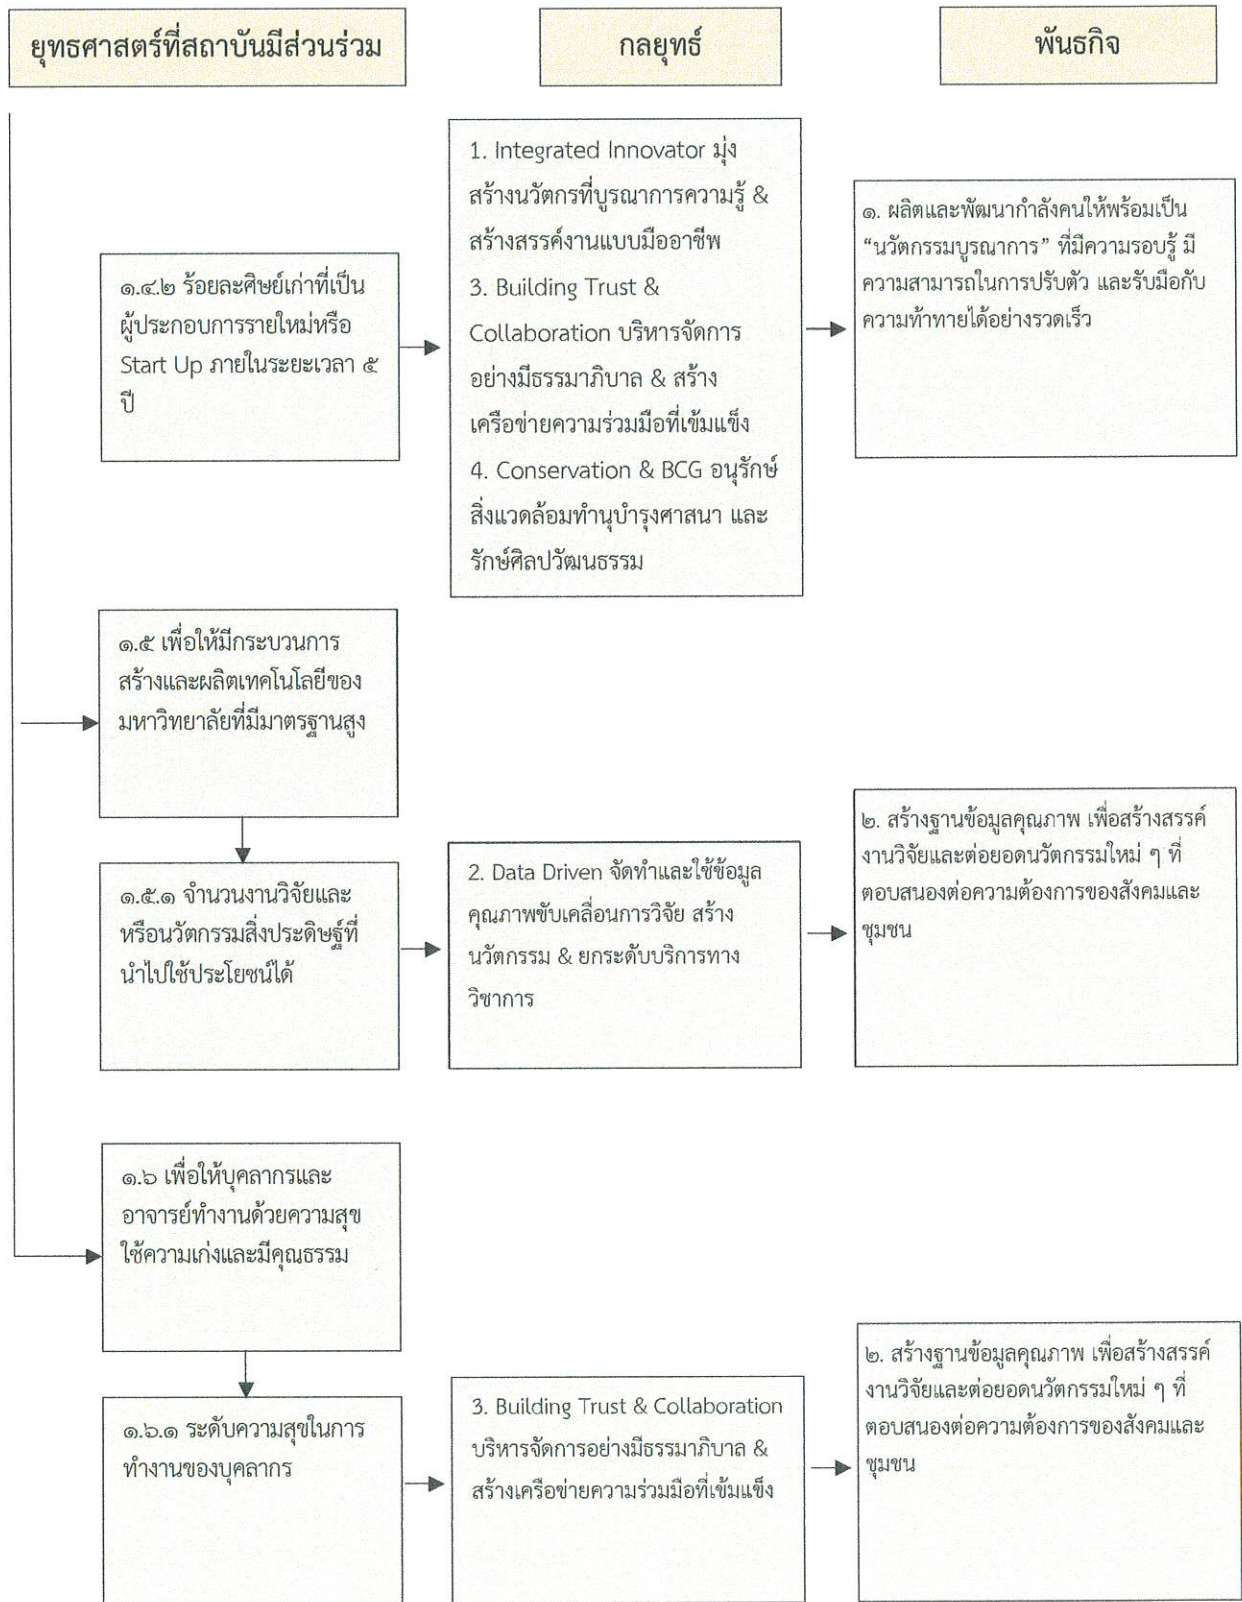 ยุทธศาสตร์ที่สถาบันมีส่วนร่วม
กลยุทธ์
พันธกิจ
๑.๔.๒ ร้อยละศิษย์เก่าที่เป็น
ผู้ประกอบการรายใหม่หรือ
Start Up ภายในระยะเวลา ๕
ปี
1. Integrated Innovator มุ่ง
สร้างนวัตกรที่บูรณาการความรู้ &
สร้างสรรค์งานแบบมืออาชีพ
3. Building Trust &
Collaboration บริหารจัดการ
อย่างมีธรรมาภิบาล & สร้าง
เครือข่ายความร่วมมือที่เข้มแข็ง
4. Conservation & BCG อนุรักษ์
สิ่งแวดล้อมทำนุบำรุงศาสนา และ
รักษ์ศิลปวัฒนธรรม
๑. ผลิตและพัฒนากำลังคนให้พร้อมเป็น
“นวัตกรรมบูรณาการ” ที่มีความรอบรู้ มี
ความสามารถในการปรับตัว และรับมือกับ
ความท้าทายได้อย่างรวดเร็ว
๑.๕ เพื่อให้มีกระบวนการ
สร้างและผลิตเทคโนโลยีของ
มหาวิทยาลัยที่มีมาตรฐานสูง
๑.๕.๑ จำนวนงานวิจัยและ
หรือนวัตกรรมสิ่งประดิษฐ์ที่
นำไปใช้ประโยชน์ได้
2. Data Driven จัดทำและใช้ข้อมูล
คุณภาพขับเคลื่อนการวิจัย สร้าง
นวัตกรรม & ยกระดับบริการทาง
วิชาการ
๒. สร้างฐานข้อมูลคุณภาพ เพื่อสร้างสรรค์
งานวิจัยและต่อยอดนวัตกรรมใหม่ ๆ ที่
ตอบสนองต่อความต้องการของสังคมและ
ชุมชน
๑.๖ เพื่อให้บุคลากรและ
อาจารย์ทำงานด้วยความสุข
ใช้ความเก่งและมีคุณธรรม
๑.๖.๑ ระดับความสุขในการ
ทำงานของบุคลากร
3. Building Trust & Collaboration
บริหารจัดการอย่างมีธรรมาภิบาล &
สร้างเครือข่ายความร่วมมือที่เข้มแข็ง
๒. สร้างฐานข้อมูลคุณภาพ เพื่อสร้างสรรค์
งานวิจัยและต่อยอดนวัตกรรมใหม่ ๆ ที่
ตอบสนองต่อความต้องการของสังคมและ
ชุมชน